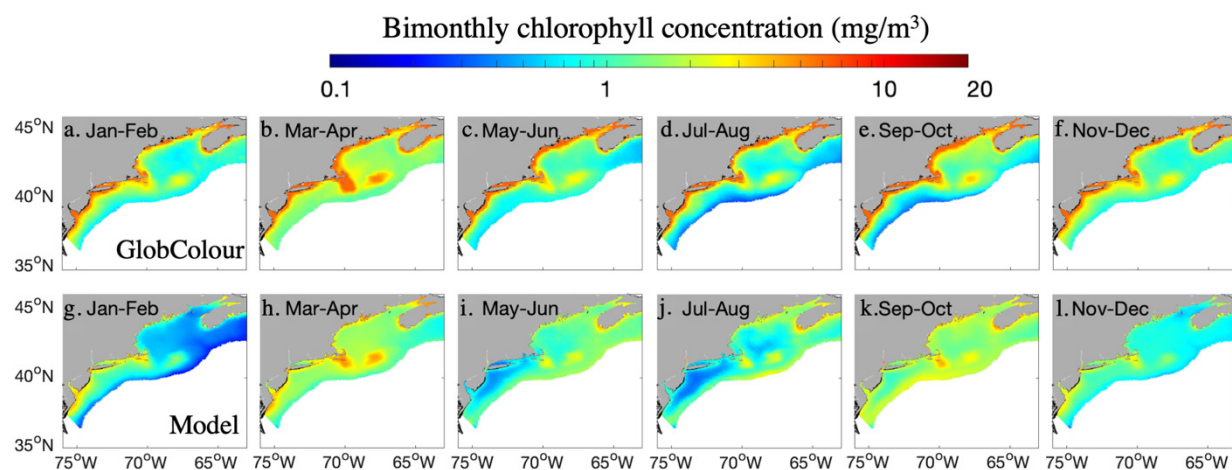 Bimonthly chlorophyll concentration (mg/m³)
0.1 1 10 20
45°N a. Jan-Feb b. Mar-Apr c. May-Jun d. Jul-Aug e. Sep-Oct f. Nov-Dec
40°N
GlobColour
35°N
45°N g. Jan-Feb h. Mar-Apr i. May-Jun j. Jul-Aug k. Sep-Oct l. Nov-Dec
40°N
Model
35°N
75°W 70°W 65°W 75°W 70°W 65°W 75°W 70°W 65°W 75°W 70°W 65°W 75°W 70°W 65°W 75°W 70°W 65°W